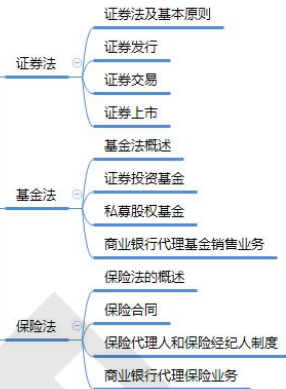 证券法
证券法及基本原则
证券发行
证券交易
证券上市
基金法
基金法概述
证券投资基金
私募股权基金
商业银行代理基金销售业务
保险法
保险法的概述
保险合同
保险代理人和保险经纪人制度
商业银行代理保险业务